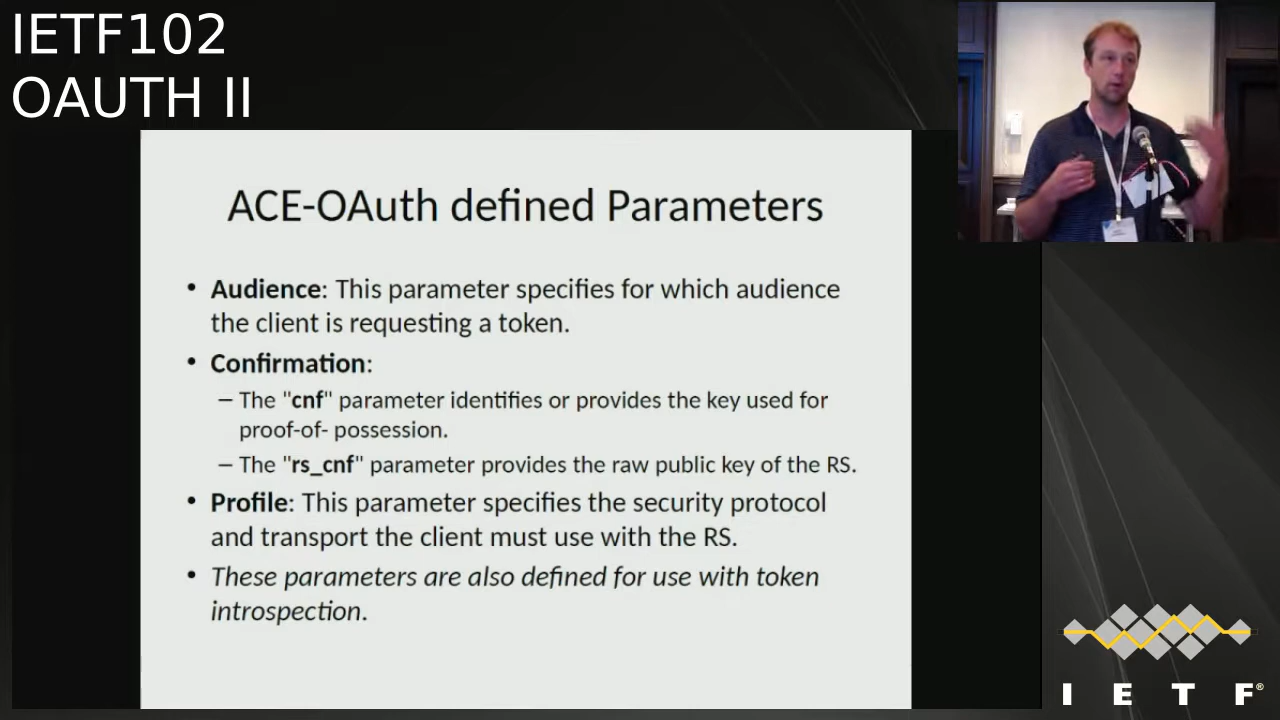 IETF102
OAUTH II
ACE-OAuth defined Parameters
• Audience: This parameter specifies for which audience
the client is requesting a token.
• Confirmation:
– The "cnf" parameter identifies or provides the key used for
proof-of- possession.
– The "rs_cnf" parameter provides the raw public key of the RS.
• Profile: This parameter specifies the security protocol
and transport the client must use with the RS.
• These parameters are also defined for use with token
introspection.
I E T F®